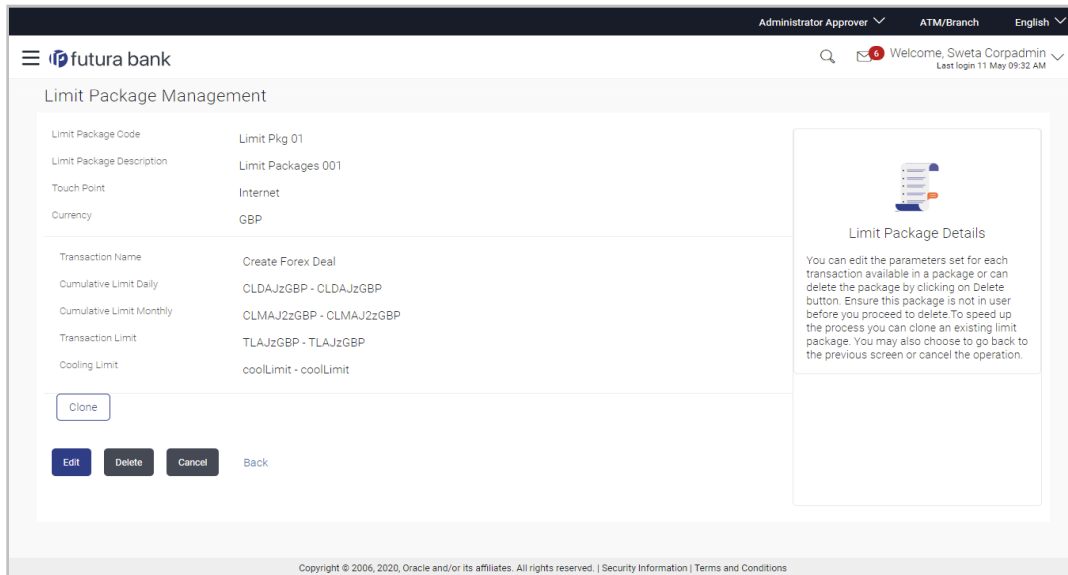 Administrator Approver ATM/Branch English
futura bank
6 Welcome, Sweta Corpadmin
Last login 11 May 09:32 AM
Limit Package Management
Limit Package Code Limit Pkg 01
Limit Package Description Limit Packages 001
Touch Point Internet
Currency GBP
Transaction Name Create Forex Deal
Cumulative Limit Daily CLDAJzGBP - CLDAJzGBP
Cumulative Limit Monthly CLMAJ2zGBP - CLMAJ2zGBP
Transaction Limit TLAJzGBP - TLAJzGBP
Cooling Limit coolLimit - coolLimit
Clone
Edit Delete Cancel Back
Limit Package Details
You can edit the parameters set for each
transaction available in a package or can
delete the package by clicking on Delete
button. Ensure this package is not in user
before you proceed to delete.To speed up
the process you can clone an existing limit
package. You may also choose to go back to
the previous screen or cancel the operation.
Copyright © 2006, 2020, Oracle and/or its affiliates. All rights reserved. | Security Information | Terms and Conditions